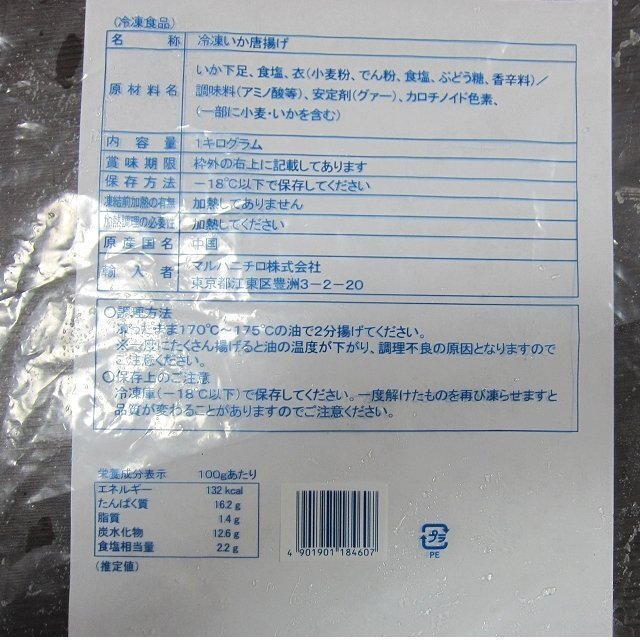 (冷凍食品)
名称 冷凍いか唐揚げ
原材料名 いか下足、食塩、衣(小麦粉、でん粉、食塩、ぶどう糖、香辛料)／
調味料(アミノ酸等)、安定剤(グァー)、カロチノイド色素、
(一部に小麦・いかを含む)
内容量 1キログラム
賞味期限 枠外の右上に記載してあります
保存方法 －18℃以下で保存してください
凍結前加熱の有無 加熱してありません
加熱調理の必要性 加熱してください
原産国名 中国
輸入者 マルハニチロ株式会社
東京都江東区豊洲3－2－20
○調理方法
凍ったまま170℃～175℃の油で2分揚げてください。
※一度にたくさん揚げると油の温度が下がり、調理不良の原因となりますので
ご注意ください。
○保存上のご注意
冷凍庫(－18℃以下)で保存してください。一度解けたものを再び凍らせますと
品質が変わることがありますのでご注意ください。
栄養成分表示 100gあたり
エネルギー 132 kcal
たんぱく質 16.2 g
脂質 1.4 g
炭水化物 12.6 g
食塩相当量 2.2 g
(推定値)
4 901901 184607
プラ
PE